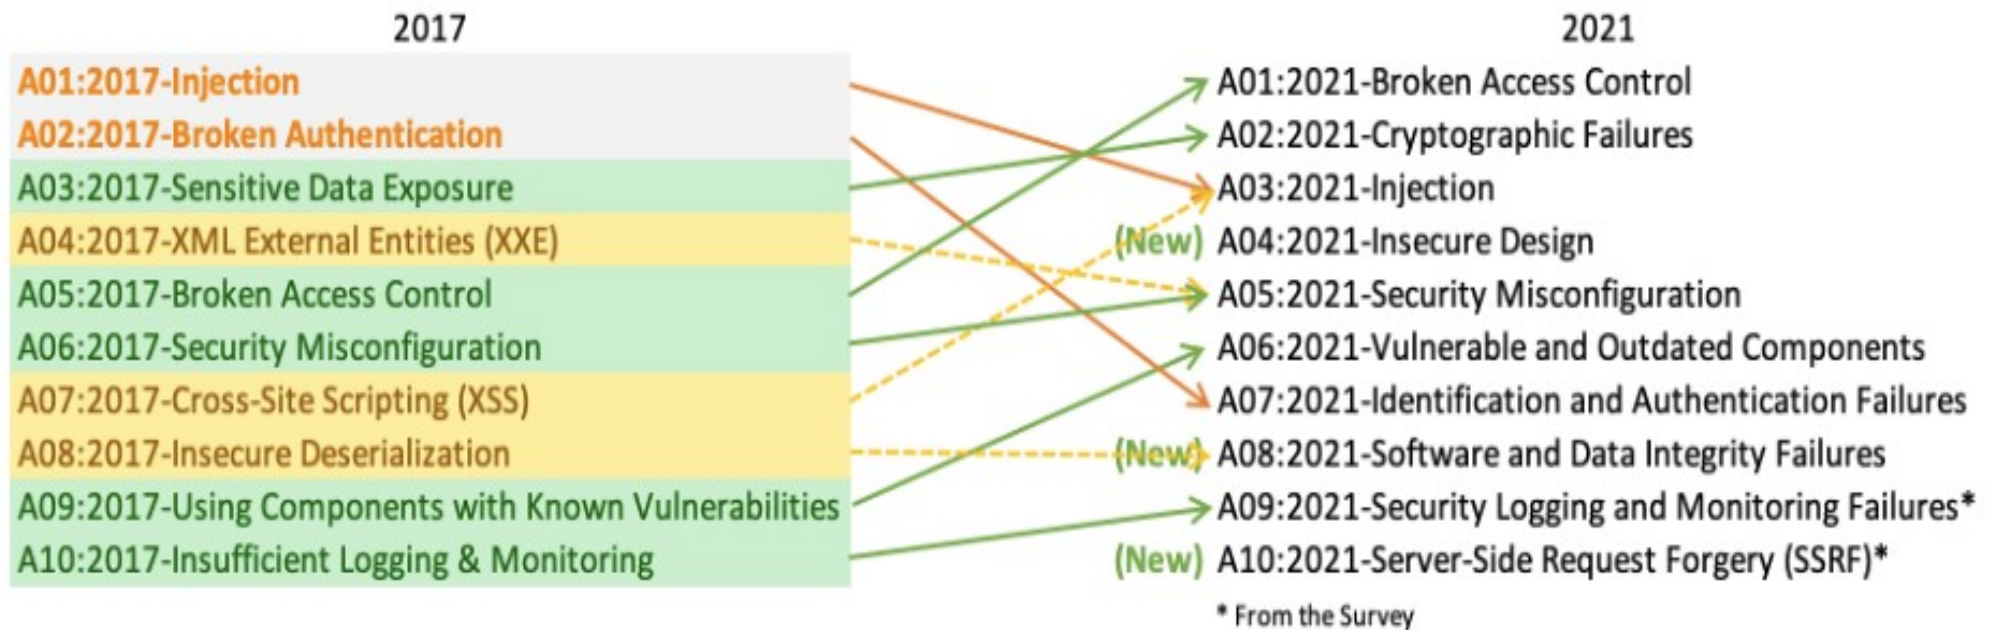 2017
A01:2017-Injection
A02:2017-Broken Authentication
A03:2017-Sensitive Data Exposure
A04:2017-XML External Entities (XXE)
A05:2017-Broken Access Control
A06:2017-Security Misconfiguration
A07:2017-Cross-Site Scripting (XSS)
A08:2017-Insecure Deserialization
A09:2017-Using Components with Known Vulnerabilities
A10:2017-Insufficient Logging & Monitoring
2021
A01:2021-Broken Access Control
A02:2021-Cryptographic Failures
A03:2021-Injection
(New) A04:2021-Insecure Design
A05:2021-Security Misconfiguration
A06:2021-Vulnerable and Outdated Components
A07:2021-Identification and Authentication Failures
(New) A08:2021-Software and Data Integrity Failures
A09:2021-Security Logging and Monitoring Failures*
(New) A10:2021-Server-Side Request Forgery (SSRF)*
* From the Survey